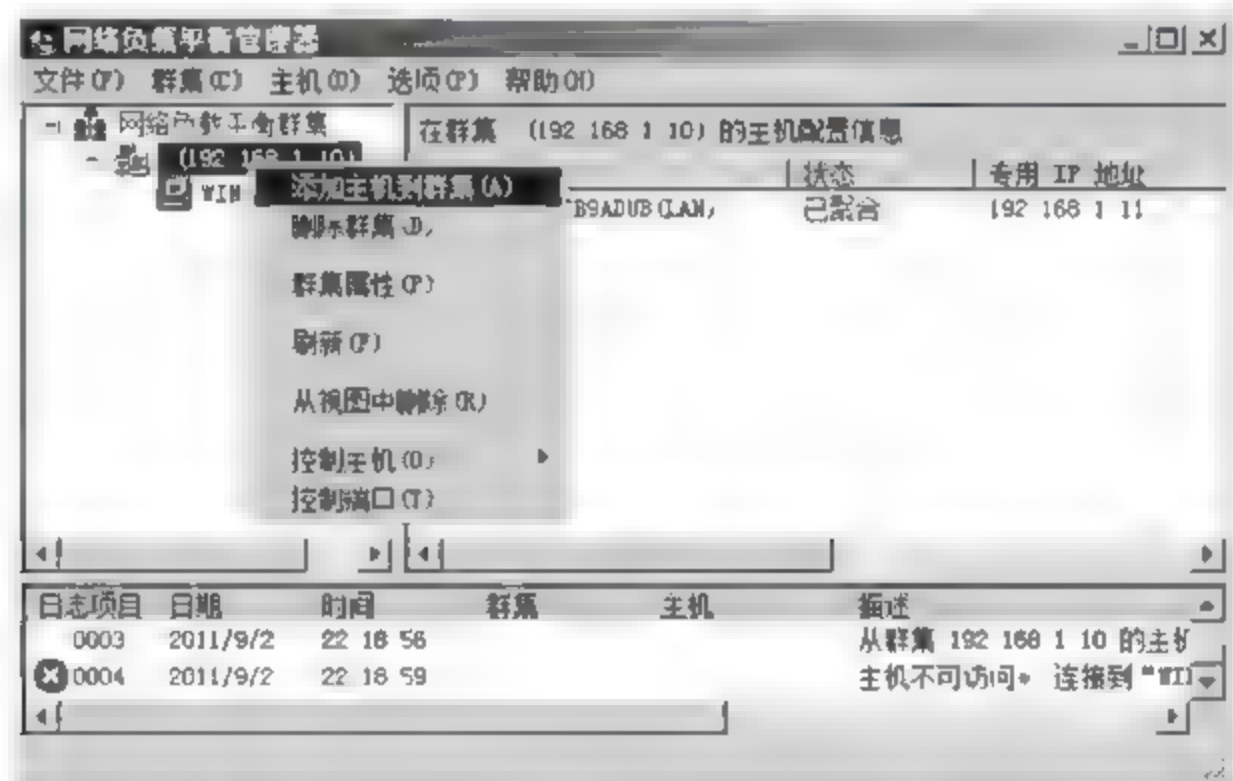 网络负载平衡管理器
文件(F) 群集(C) 主机(O) 选项(P) 帮助(H)
网络负载平衡群集
(192 168 1 10)
WIN
添加主机到群集(A)
删除群集(D)
群集属性(P)
刷新(F)
从视图中删除(R)
控制主机(O)
控制端口(T)
在群集 (192 168 1 10) 的主机配置信息
状态 专用 IP 地址
B9ADUB(LAN) 已聚合 192 168 1 11
日志项目 日期 时间 群集 主机 描述
0003 2011/9/2 22 18 56 从群集 192 168 1 10 的主机
0004 2011/9/2 22 18 59 主机不可访问 连接到 "WI